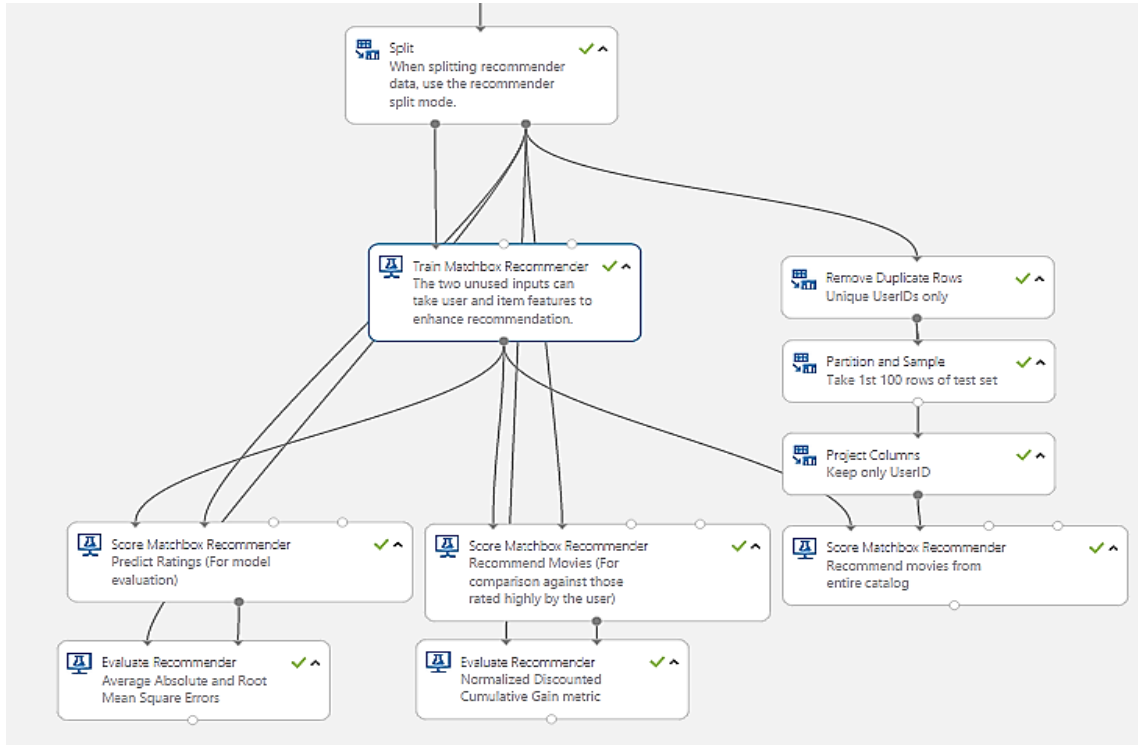 Split
When splitting recommender
data, use the recommender
split mode.
Train Matchbox Recommender
The two unused inputs can
take user and item features to
enhance recommendation.
Remove Duplicate Rows
Unique UserIDs only
Partition and Sample
Take 1st 100 rows of test set
Project Columns
Keep only UserID
Score Matchbox Recommender
Predict Ratings (For model
evaluation)
Score Matchbox Recommender
Recommend Movies (For
comparison against those
rated highly by the user)
Score Matchbox Recommender
Recommend movies from
entire catalog
Evaluate Recommender
Average Absolute and Root
Mean Square Errors
Evaluate Recommender
Normalized Discounted
Cumulative Gain metric